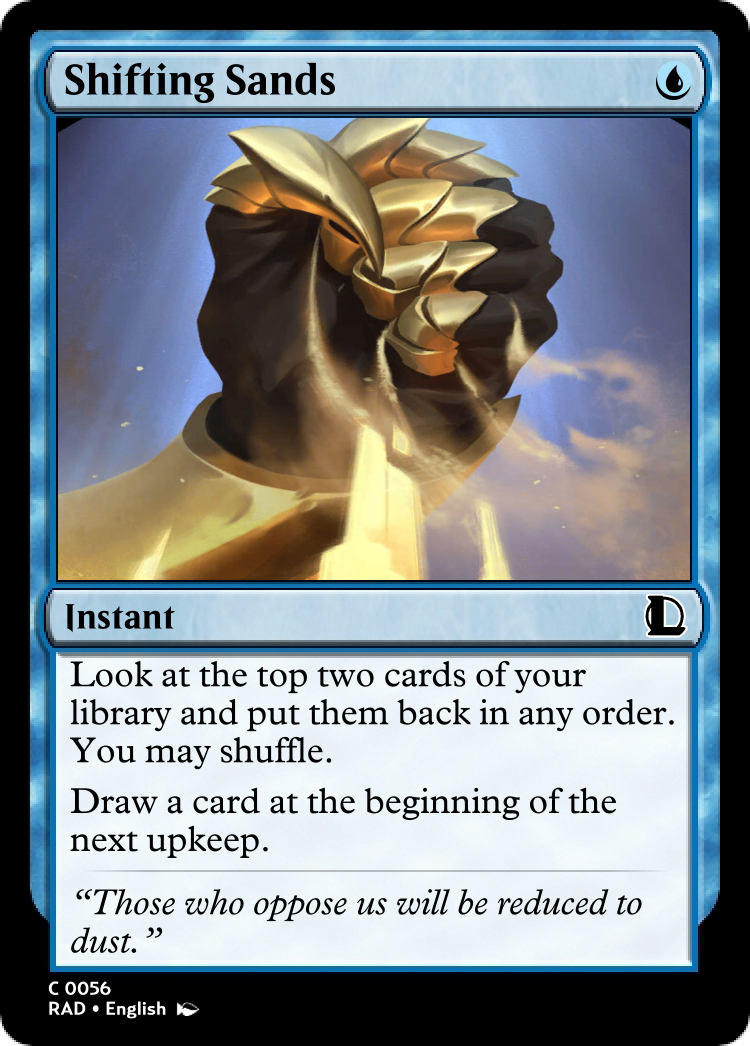 Shifting Sands
Instant
Look at the top two cards of your
library and put them back in any order.
You may shuffle.
Draw a card at the beginning of the
next upkeep.
“Those who oppose us will be reduced to
dust.”
C 0056
RAD • English